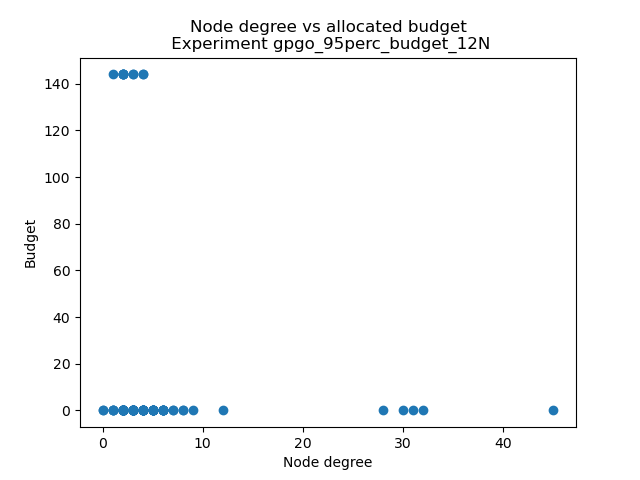 Node degree vs allocated budget
Experiment gpgo_95perc_budget_12N
140
120
100
80
60
40
20
0
Budget
0 10 20 30 40
Node degree